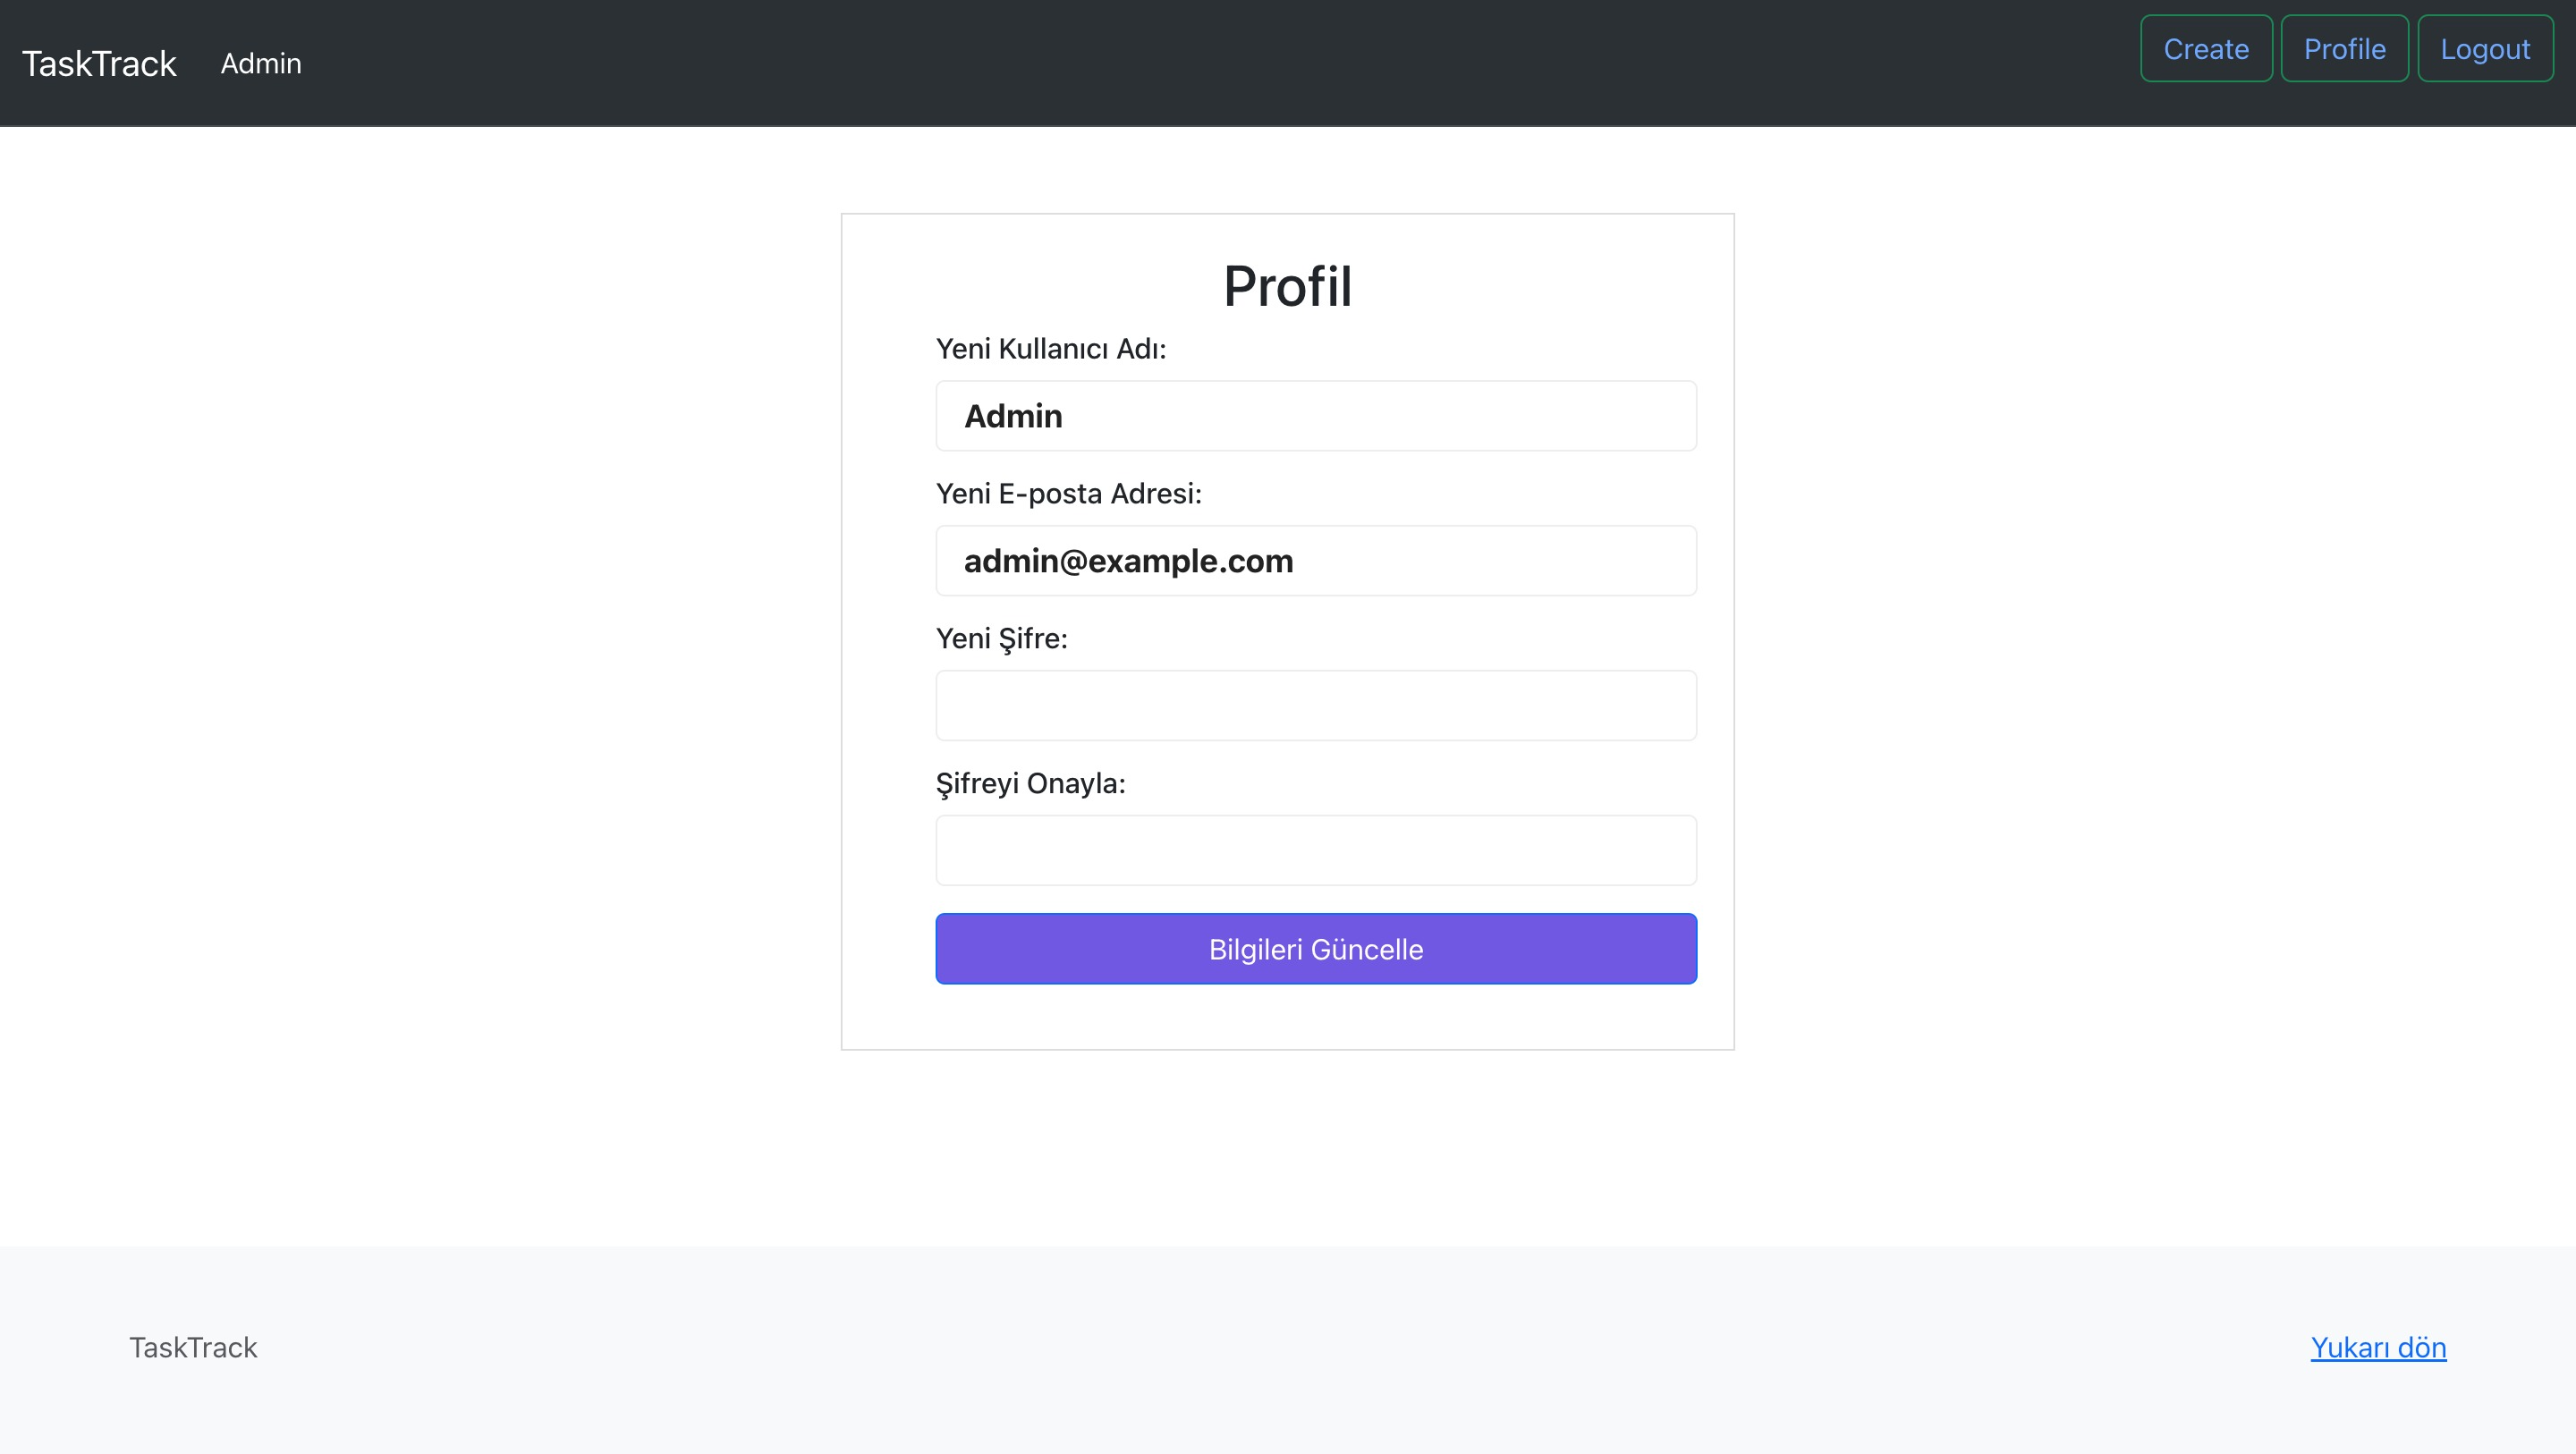 TaskTrack Admin Create Profile Logout
Profil
Yeni Kullanıcı Adı:
Admin
Yeni E-posta Adresi:
admin@example.com
Yeni Şifre:
Şifreyi Onayla:
Bilgileri Güncelle
TaskTrack Yukarı dön